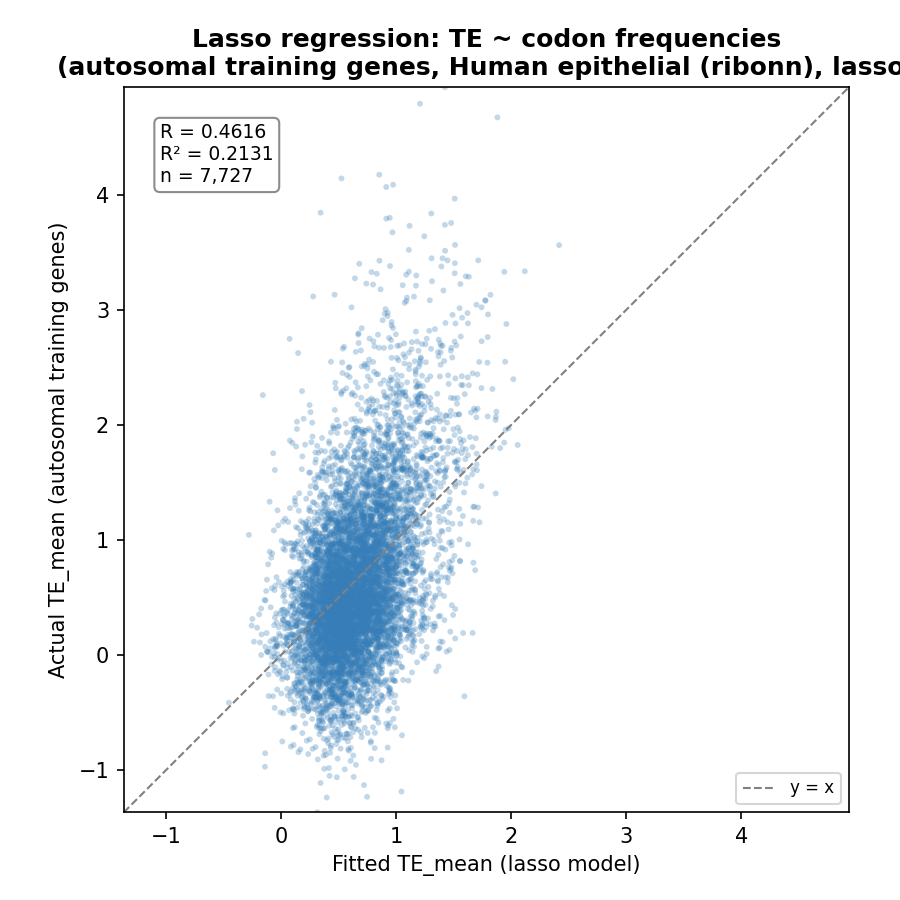 Lasso regression: TE ~ codon frequencies
(autosomal training genes, Human epithelial (ribonn), lasso
R = 0.4616
R² = 0.2131
n = 7,727
Actual TE_mean (autosomal training genes)
4
3
2
1
0
−1
y = x
−1 0 1 2 3 4
Fitted TE_mean (lasso model)